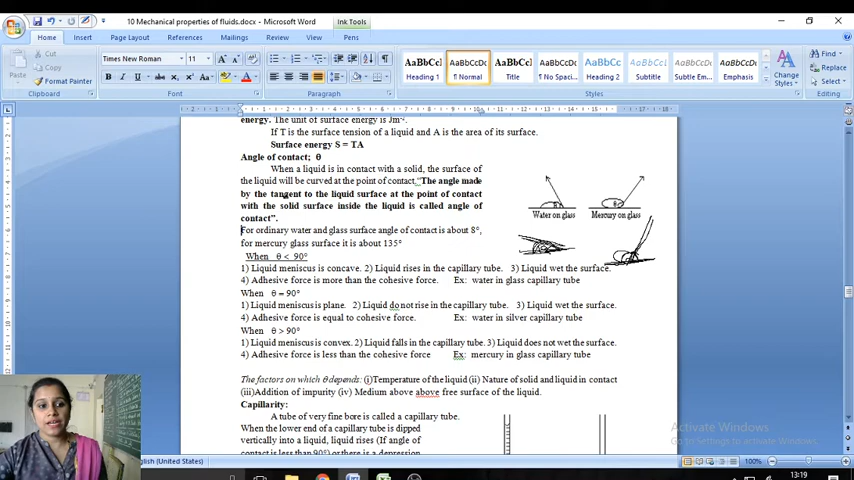 10 Mechanical properties of fluids.docx - Microsoft Word
Ink Tools
Home Insert Page Layout References Mailings Review View Pens
Paste
Cut
Copy
Format Painter
Clipboard
Times New Roman 11
Font
Paragraph
AaBbCc AaBbCcDc AaBbCc AaBbCcDc AaBbCc AaBbCcDc AaBbCcDc AaBbCcDc
Heading 1 ¶ Normal Title ¶ No Spaci... Heading 2 Subtitle Subtle Em... Emphasis
Styles
Change Styles
Find
Replace
Select
Editing
energy. The unit of surface energy is Jm⁻².
If T is the surface tension of a liquid and A is the area of its surface.
Surface energy S = TA
Angle of contact; θ
When a liquid is in contact with a solid, the surface of
the liquid will be curved at the point of contact, "The angle made
by the tangent to the liquid surface at the point of contact
with the solid surface inside the liquid is called angle of
contact".
For ordinary water and glass surface angle of contact is about 8°,
for mercury glass surface it is about 135°
Water on glass Mercury on glass
When θ < 90°
1) Liquid meniscus is concave. 2) Liquid rises in the capillary tube. 3) Liquid wet the surface.
4) Adhesive force is more than the cohesive force. Ex: water in glass capillary tube
When θ = 90°
1) Liquid meniscus is plane. 2) Liquid do not rise in the capillary tube. 3) Liquid wet the surface.
4) Adhesive force is equal to cohesive force. Ex: water in silver capillary tube
When θ > 90°
1) Liquid meniscus is convex. 2) Liquid falls in the capillary tube. 3) Liquid does not wet the surface.
4) Adhesive force is less than the cohesive force Ex: mercury in glass capillary tube
The factors on which θ depends: (i)Temperature of the liquid (ii) Nature of solid and liquid in contact
(iii)Addition of impurity (iv) Medium above above free surface of the liquid.
Capillarity:
A tube of very fine bore is called a capillary tube.
When the lower end of a capillary tube is dipped
vertically into a liquid, liquid rises (If angle of
contact is less than 90°) or there is a depression
Activate Windows
Go to Settings to activate Windows.
English (United States)
100%
13:19